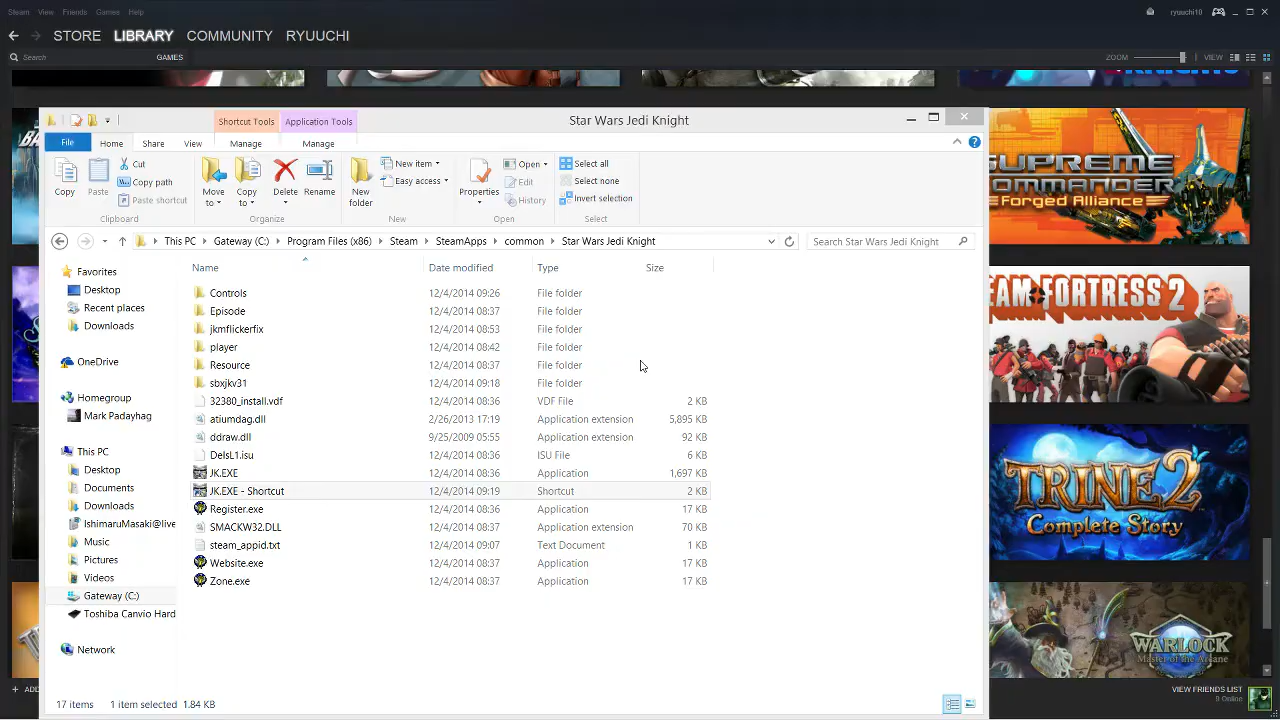 Steam View Friends Games Help
ryuuchi10
STORE LIBRARY COMMUNITY RYUUCHI
Search GAMES ZOOM VIEW
KNIGHTS
Shortcut Tools Application Tools Star Wars Jedi Knight
File Home Share View Manage Manage
Copy Paste Cut Copy path Paste shortcut
Move to Copy to Delete Rename
New folder New item Easy access
Properties Open Edit History
Select all Select none Invert selection
Clipboard Organize New Open Select
This PC Gateway (C:) Program Files (x86) Steam SteamApps common Star Wars Jedi Knight Search Star Wars Jedi Knight
Name Date modified Type Size
Favorites
Desktop
Recent places
Downloads
OneDrive
Homegroup
Mark Padayhag
This PC
Desktop
Documents
Downloads
IshimaruMasaki@live
Music
Pictures
Videos
Gateway (C:)
Toshiba Canvio Hard
Network
Controls 12/4/2014 09:26 File folder
Episode 12/4/2014 08:37 File folder
jkmflickerfix 12/4/2014 08:53 File folder
player 12/4/2014 08:42 File folder
Resource 12/4/2014 08:37 File folder
sbxjkv31 12/4/2014 09:18 File folder
32380_install.vdf 12/4/2014 08:36 VDF File 2 KB
atiumdag.dll 2/26/2013 17:19 Application extension 5,895 KB
ddraw.dll 9/25/2009 05:55 Application extension 92 KB
DeIsL1.isu 12/4/2014 08:36 ISU File 6 KB
JK.EXE 12/4/2014 08:36 Application 1,697 KB
JK.EXE - Shortcut 12/4/2014 09:19 Shortcut 2 KB
Register.exe 12/4/2014 08:36 Application 17 KB
SMACKW32.DLL 12/4/2014 08:37 Application extension 70 KB
steam_appid.txt 12/4/2014 09:07 Text Document 1 KB
Website.exe 12/4/2014 08:37 Application 17 KB
Zone.exe 12/4/2014 08:37 Application 17 KB
17 items 1 item selected 1.84 KB
SUPREME
OMMANDER
Forged Alliance
EAM FORTRESS 2
TRINE 2
Complete Story
WARLOCK
Master of the Arcane
+ ADD
VIEW FRIENDS LIST
0 Online